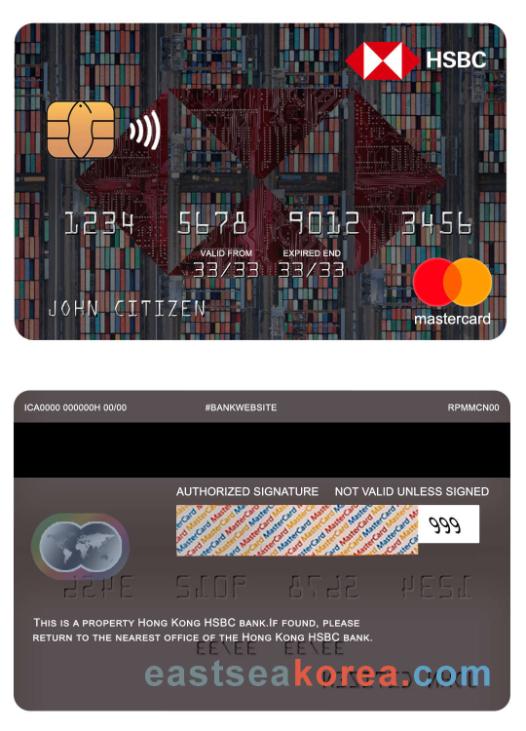 HSBC
1234 5678 9012 3456
VALID FROM EXPIRED END
33/33 33/33
JOHN CITIZEN
mastercard
ICA0000 000000H 00/00 #BANKWEBSITE RPMMCN00
AUTHORIZED SIGNATURE NOT VALID UNLESS SIGNED
MasterCard MasterCard MasterCard
999
THIS IS A PROPERTY HONG KONG HSBC BANK.IF FOUND, PLEASE
RETURN TO THE NEAREST OFFICE OF THE HONG KONG HSBC BANK.
eastseakorea.com